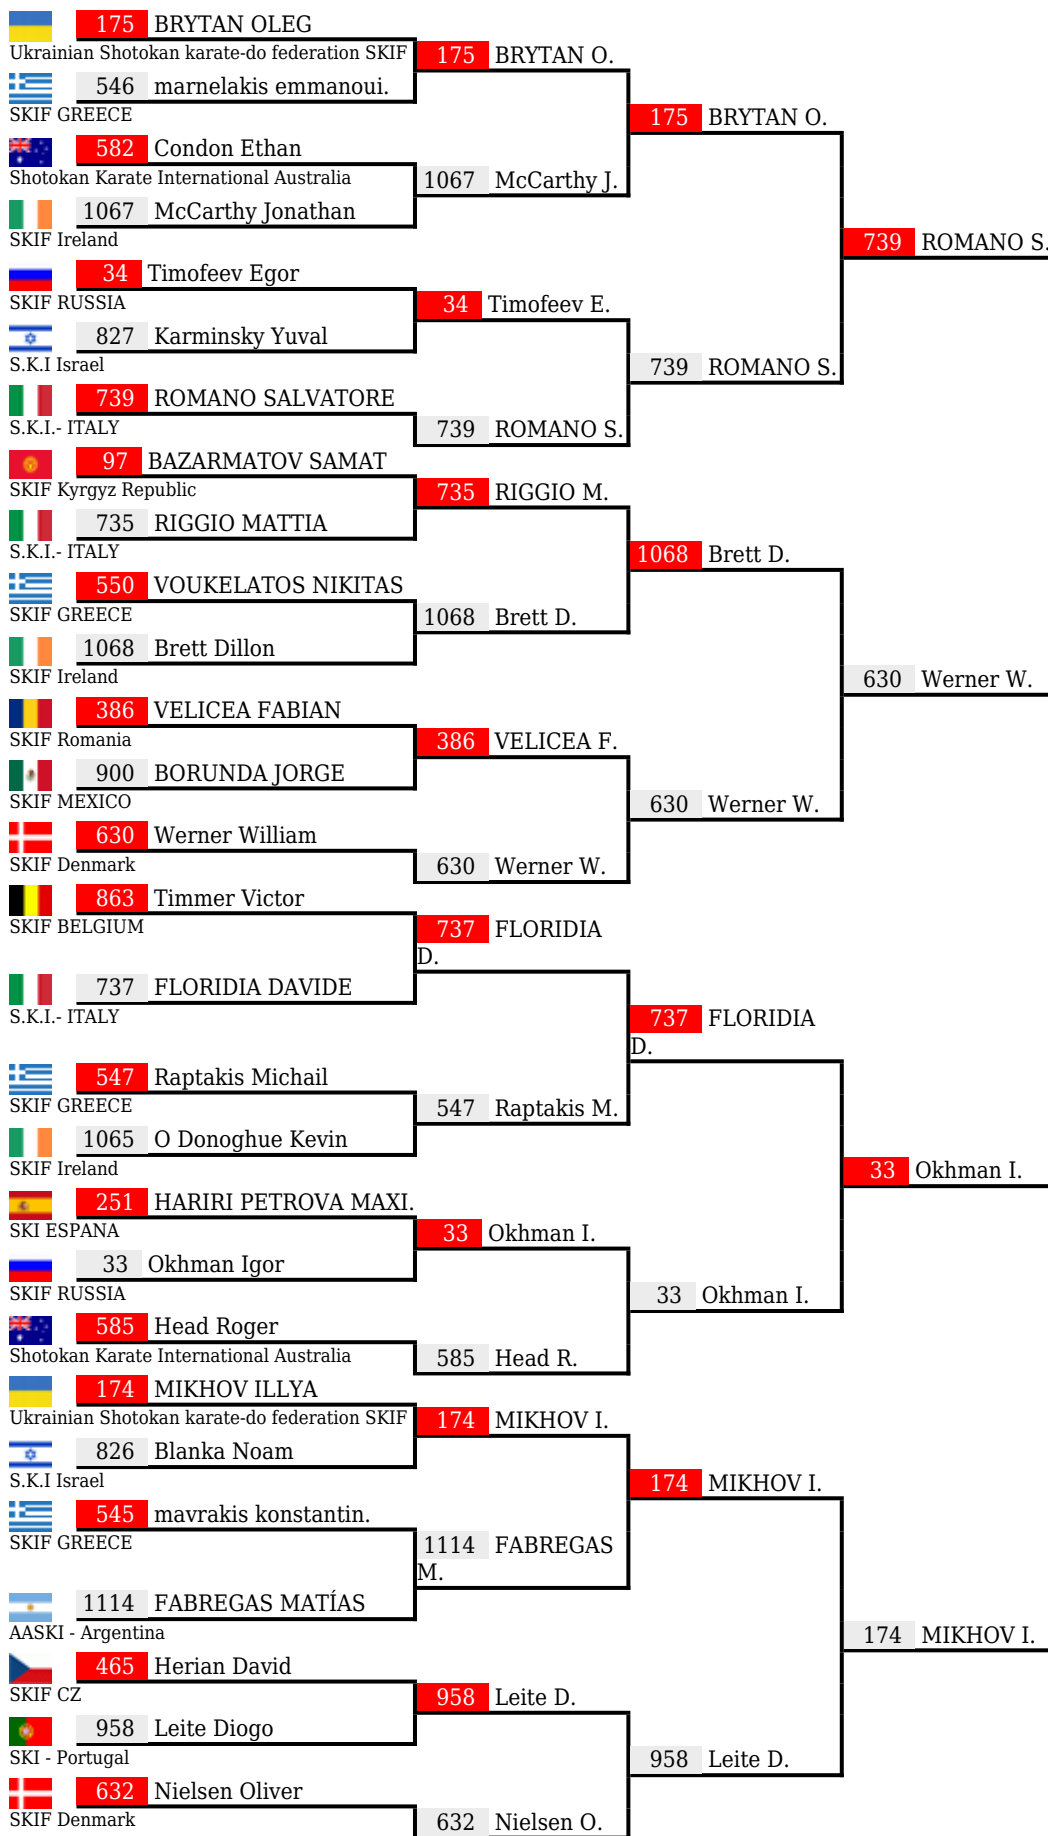 175 BRYTAN OLEG
Ukrainian Shotokan karate-do federation SKIF
175 BRYTAN O.
546 marnelakis emmanoui.
SKIF GREECE
175 BRYTAN O.
582 Condon Ethan
Shotokan Karate International Australia
1067 McCarthy J.
1067 McCarthy Jonathan
SKIF Ireland
739 ROMANO S.
34 Timofeev Egor
SKIF RUSSIA
34 Timofeev E.
827 Karminsky Yuval
S.K.I Israel
739 ROMANO S.
739 ROMANO SALVATORE
S.K.I.- ITALY
739 ROMANO S.
97 BAZARMATOV SAMAT
SKIF Kyrgyz Republic
735 RIGGIO M.
735 RIGGIO MATTIA
S.K.I.- ITALY
1068 Brett D.
550 VOUKELATOS NIKITAS
SKIF GREECE
1068 Brett D.
1068 Brett Dillon
SKIF Ireland
630 Werner W.
386 VELICEA FABIAN
SKIF Romania
386 VELICEA F.
900 BORUNDA JORGE
SKIF MEXICO
630 Werner W.
630 Werner William
SKIF Denmark
630 Werner W.
863 Timmer Victor
SKIF BELGIUM
737 FLORIDIA
D.
737 FLORIDIA DAVIDE
S.K.I.- ITALY
737 FLORIDIA
D.
547 Raptakis Michail
SKIF GREECE
547 Raptakis M.
1065 O Donoghue Kevin
SKIF Ireland
33 Okhman I.
251 HARIRI PETROVA MAXI.
SKI ESPANA
33 Okhman I.
33 Okhman Igor
SKIF RUSSIA
33 Okhman I.
585 Head Roger
Shotokan Karate International Australia
585 Head R.
174 MIKHOV ILLYA
Ukrainian Shotokan karate-do federation SKIF
174 MIKHOV I.
826 Blanka Noam
S.K.I Israel
174 MIKHOV I.
545 mavrakis konstantin.
SKIF GREECE
1114 FABREGAS
M.
1114 FABREGAS MATÍAS
AASKI - Argentina
174 MIKHOV I.
465 Herian David
SKIF CZ
958 Leite D.
958 Leite Diogo
SKI - Portugal
958 Leite D.
632 Nielsen Oliver
SKIF Denmark
632 Nielsen O.